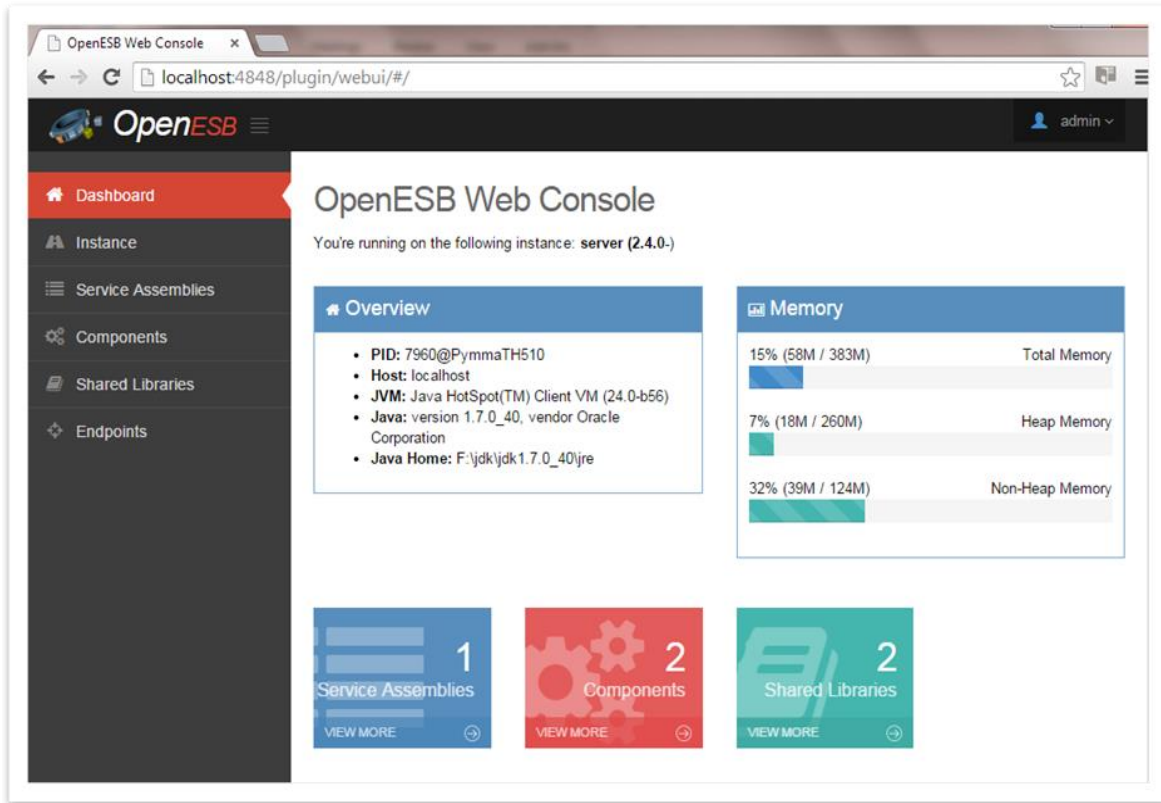 OpenESB Web Console
localhost:4848/plugin/webui/#/
OpenESB
admin
Dashboard
Instance
Service Assemblies
Components
Shared Libraries
Endpoints
OpenESB Web Console
You're running on the following instance: server (2.4.0-)
Overview
• PID: 7960@PymmaTH510
• Host: localhost
• JVM: Java HotSpot(TM) Client VM (24.0-b56)
• Java: version 1.7.0_40, vendor Oracle
Corporation
• Java Home: F:\jdk\jdk1.7.0_40\jre
Memory
15% (58M / 383M) Total Memory
7% (18M / 260M) Heap Memory
32% (39M / 124M) Non-Heap Memory
1
Service Assemblies
VIEW MORE
2
Components
VIEW MORE
2
Shared Libraries
VIEW MORE